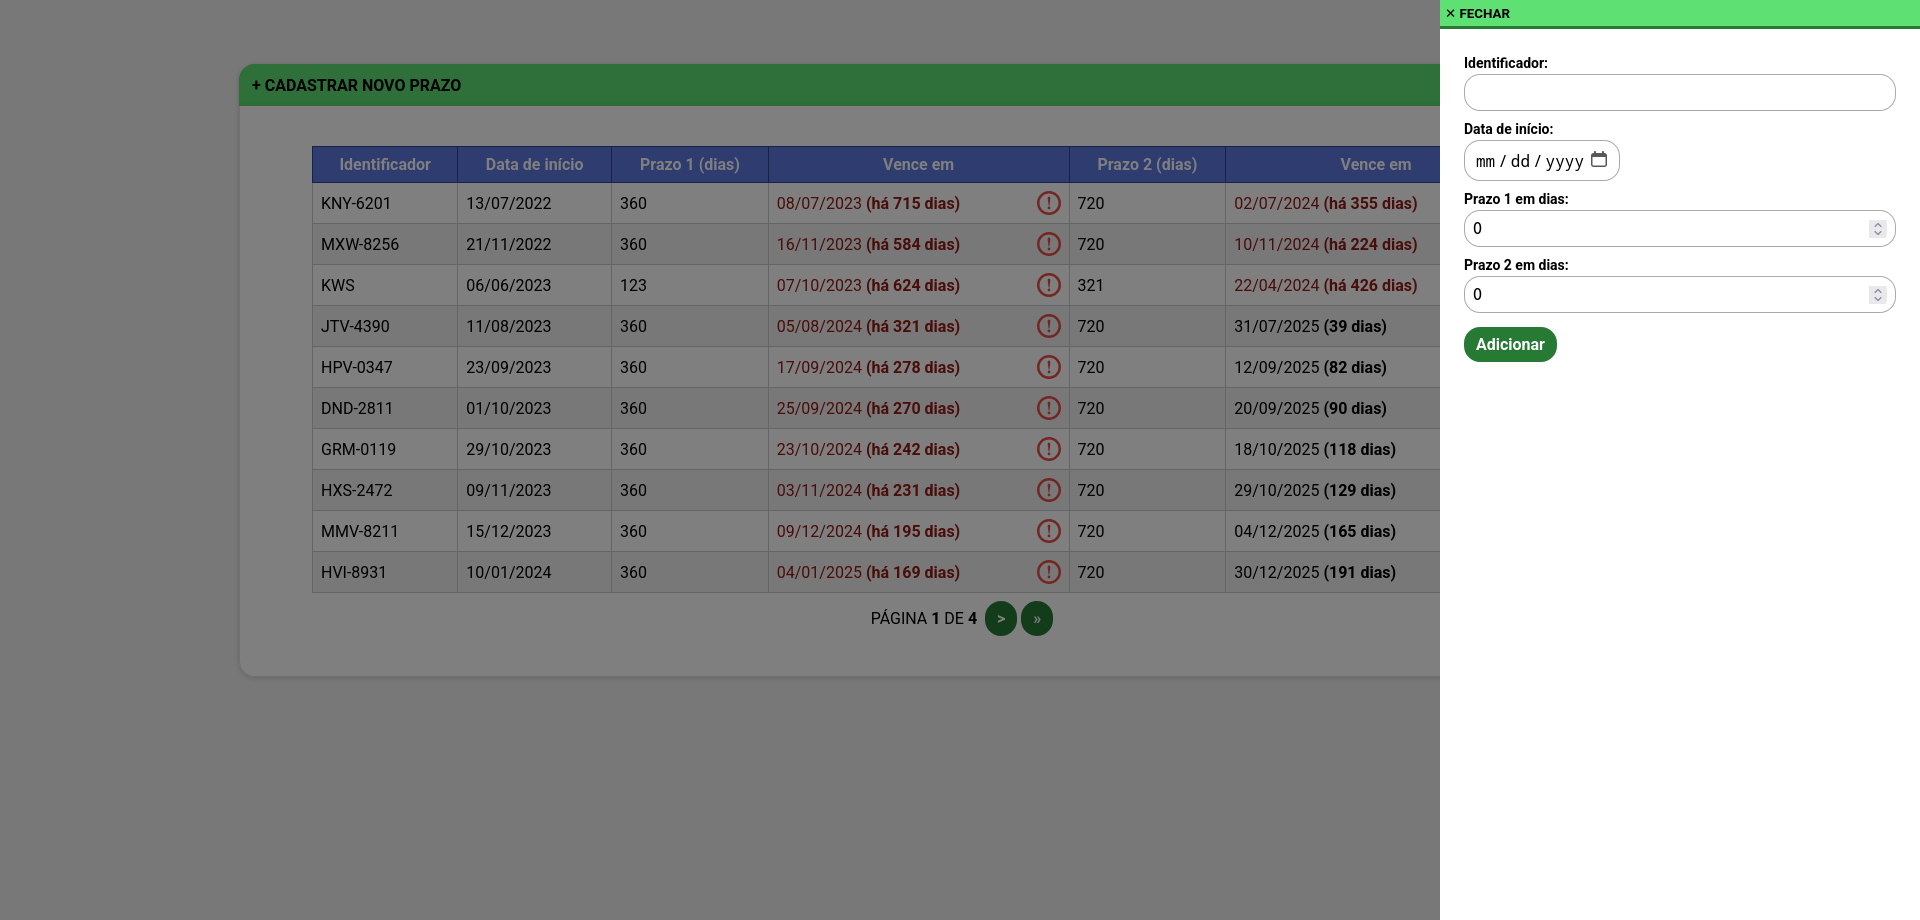 + CADASTRAR NOVO PRAZO
Identificador Data de início Prazo 1 (dias) Vence em Prazo 2 (dias) Vence em
KNY-6201 13/07/2022 360 08/07/2023 (há 715 dias) ! 720 02/07/2024 (há 355 dias)
MXW-8256 21/11/2022 360 16/11/2023 (há 584 dias) ! 720 10/11/2024 (há 224 dias)
KWS 06/06/2023 123 07/10/2023 (há 624 dias) ! 321 22/04/2024 (há 426 dias)
JTV-4390 11/08/2023 360 05/08/2024 (há 321 dias) ! 720 31/07/2025 (39 dias)
HPV-0347 23/09/2023 360 17/09/2024 (há 278 dias) ! 720 12/09/2025 (82 dias)
DND-2811 01/10/2023 360 25/09/2024 (há 270 dias) ! 720 20/09/2025 (90 dias)
GRM-0119 29/10/2023 360 23/10/2024 (há 242 dias) ! 720 18/10/2025 (118 dias)
HXS-2472 09/11/2023 360 03/11/2024 (há 231 dias) ! 720 29/10/2025 (129 dias)
MMV-8211 15/12/2023 360 09/12/2024 (há 195 dias) ! 720 04/12/2025 (165 dias)
HVI-8931 10/01/2024 360 04/01/2025 (há 169 dias) ! 720 30/12/2025 (191 dias)
PÁGINA 1 DE 4 > »
× FECHAR
Identificador:
Data de início:
mm / dd / yyyy
Prazo 1 em dias:
0
Prazo 2 em dias:
0
Adicionar